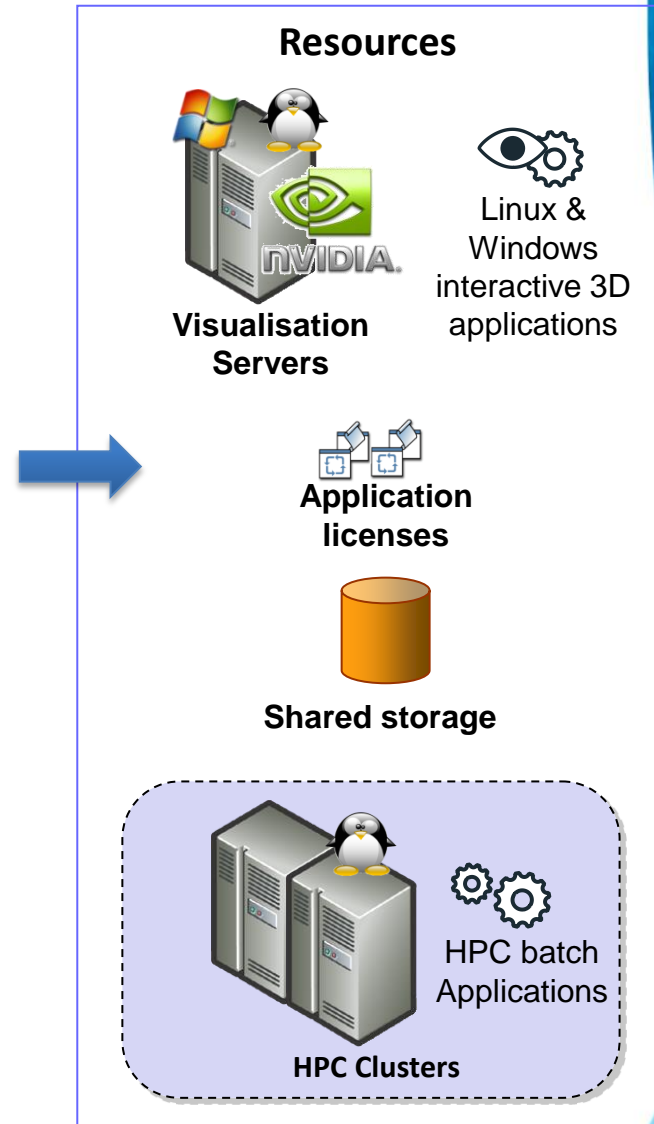 Resources
nVIDIA.
Linux &
Windows
interactive 3D
applications
Visualisation
Servers
Application
licenses
Shared storage
HPC batch
Applications
HPC Clusters